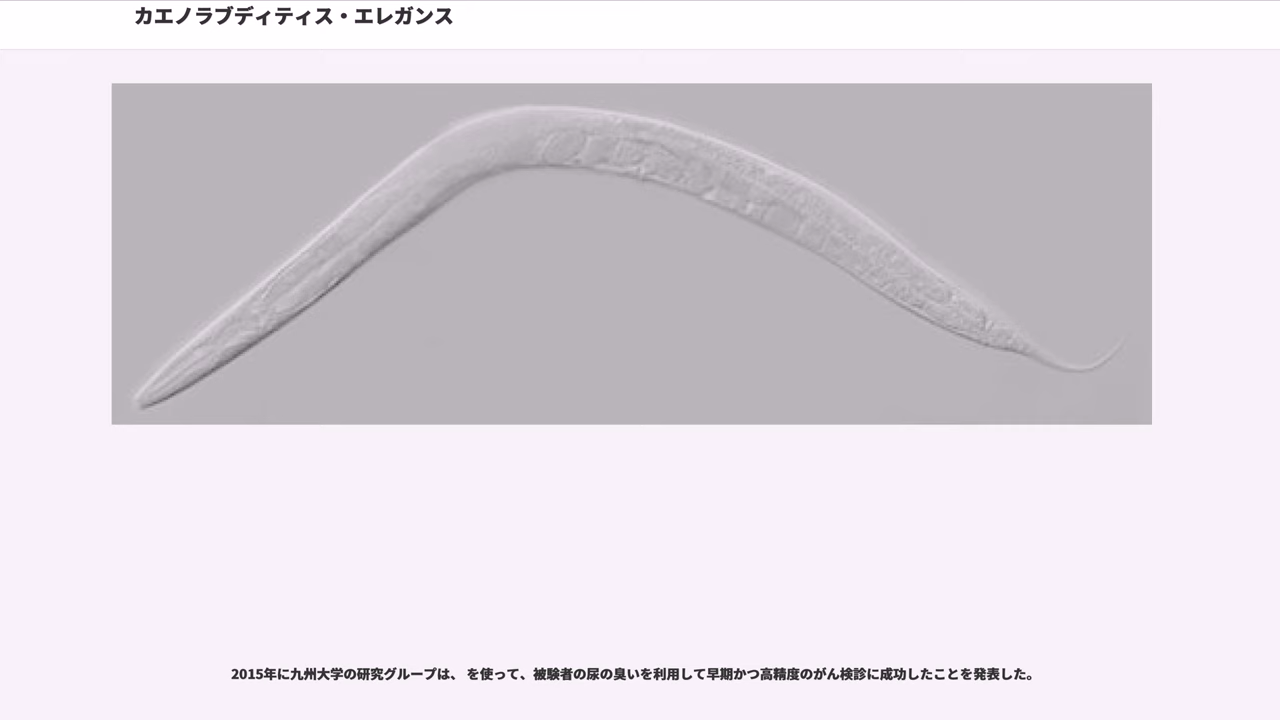 カエノラブディティス・エレガンス
2015年に九州大学の研究グループは、 を使って、被験者の尿の臭いを利用して早期かつ高精度のがん検診に成功したことを発表した。